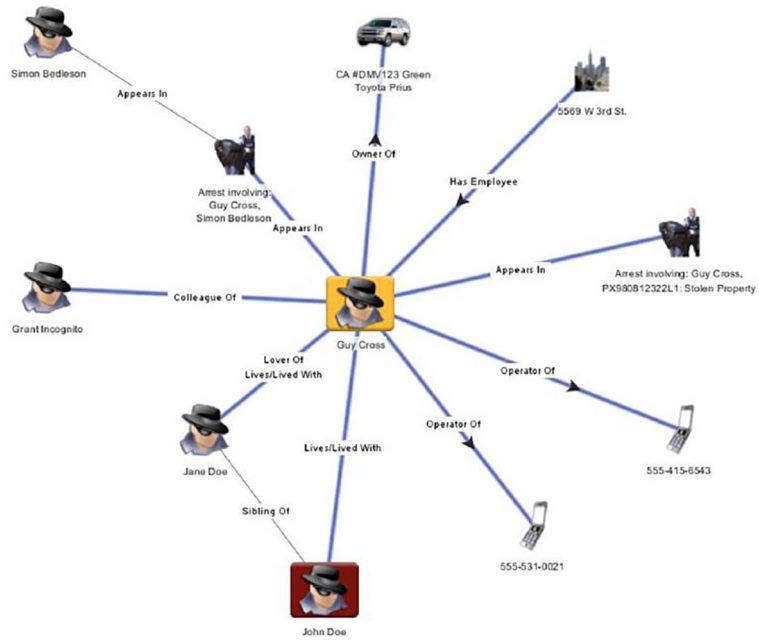 Simon Bedleson
Appears In
CA #DMV123 Green
Toyota Prius
5569 W 3rd St.
Owner Of
Has Employee
Arrest involving:
Guy Cross,
Simon Bedleson
Appears In
Appears In
Arrest involving: Guy Cross,
PX980812322L1: Stolen Property
Colleague Of
Grant Incognito
Guy Cross
Lover Of
Lives/Lived With
Operator Of
Operator Of
Lives/Lived With
Jane Doe
555-415-6543
Sibling Of
555-531-0021
John Doe